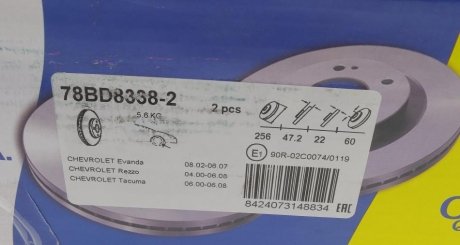 78BD8338-2
2 pcs
5.6 KG
256 47.2 22 60
E1 90R-02C0074/0119
CHEVROLET Evanda 08.02-06.07
CHEVROLET Rezzo 04.00-06.08
CHEVROLET Tacuma 06.00-05.08
8424073148834 EAC